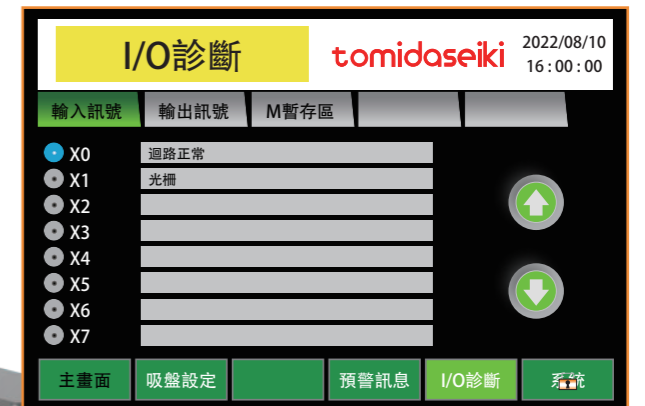 I/O診斷
tomidaseiki
2022/08/10
16:00:00
輸入訊號
輸出訊號
M暫存區
X0 迴路正常
X1 光柵
X2
X3
X4
X5
X6
X7
主畫面
吸盤設定
預警訊息
I/O診斷
系統